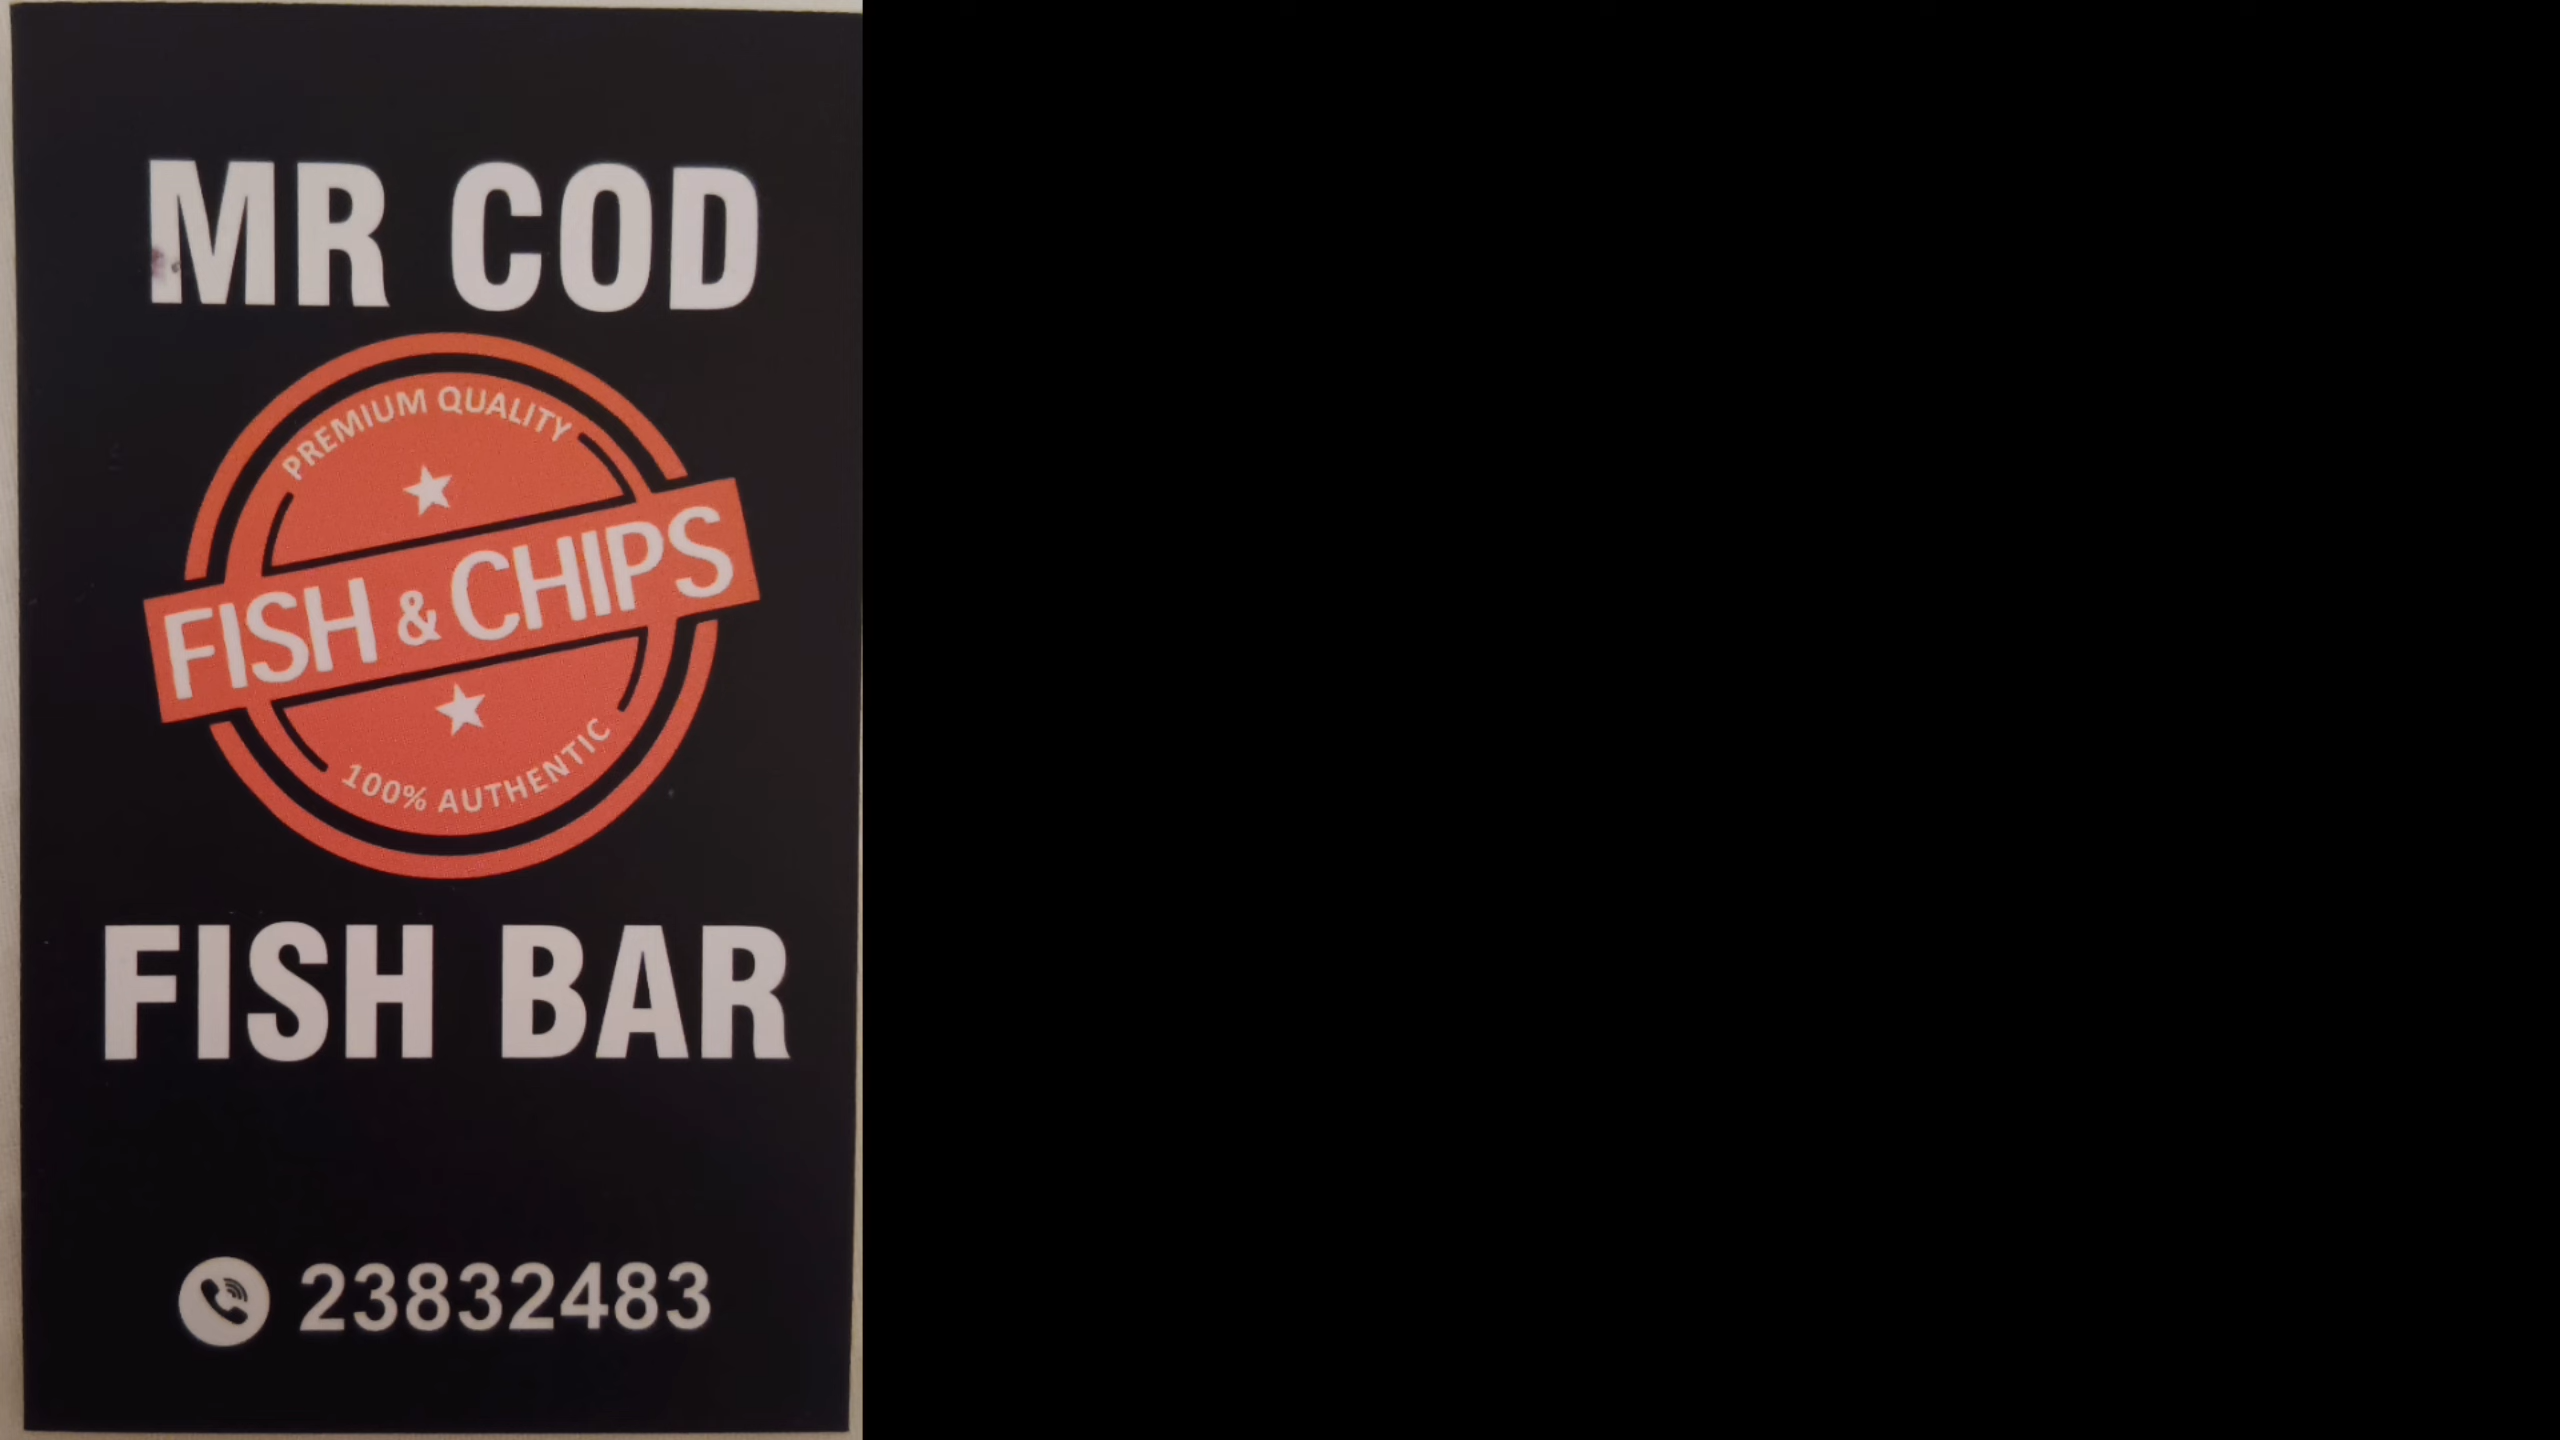 MR COD
PREMIUM QUALITY
FISH & CHIPS
100% AUTHENTIC
FISH BAR
23832483